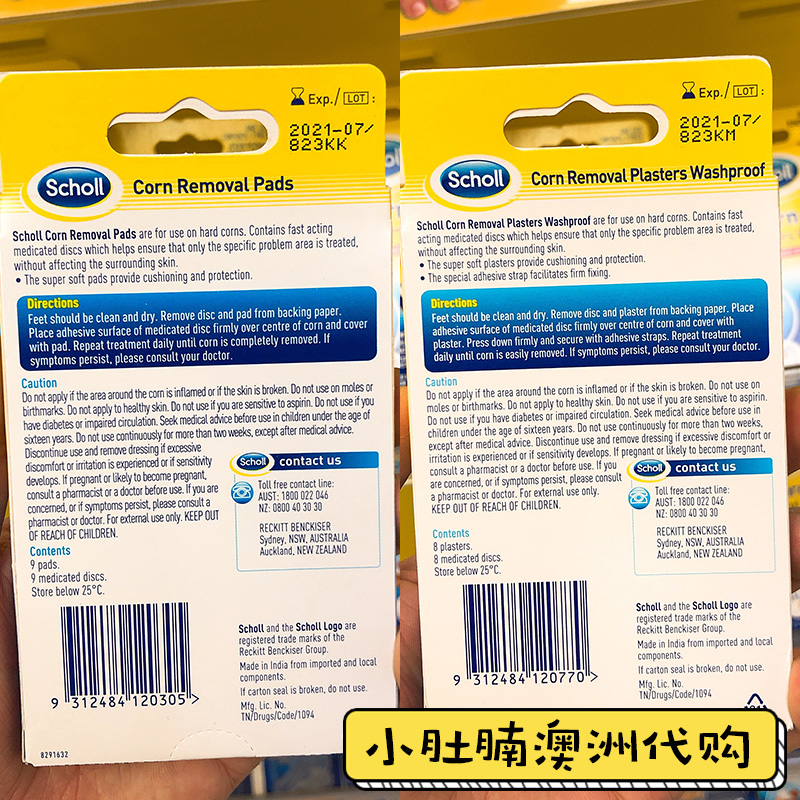 Exp./ LOT :
2021-07/
823KK
Scholl
Corn Removal Pads
Scholl Corn Removal Pads are for use on hard corns. Contains fast acting
medicated discs which helps ensure that only the specific problem area is treated,
without affecting the surrounding skin.
• The super soft pads provide cushioning and protection.
Directions
Feet should be clean and dry. Remove disc and pad from backing paper.
Place adhesive surface of medicated disc firmly over centre of corn and cover
with pad. Repeat treatment daily until corn is completely removed. If
symptoms persist, please consult your doctor.
Caution
Do not apply if the area around the corn is inflamed or if the skin is broken. Do not use on moles or
birthmarks. Do not apply to healthy skin. Do not use if you are sensitive to aspirin. Do not use if you
have diabetes or impaired circulation. Seek medical advice before use in children under the age of
sixteen years. Do not use continuously for more than two weeks, except after medical advice.
Discontinue use and remove dressing if excessive
discomfort or irritation is experienced or if sensitivity
develops. If pregnant or likely to become pregnant,
consult a pharmacist or a doctor before use. If you are
concerned, or if symptoms persist, please consult a
pharmacist or doctor. For external use only. KEEP OUT
OF REACH OF CHILDREN.
Contents
9 pads.
9 medicated discs.
Store below 25°C.
Scholl contact us
Toll free contact line:
AUST: 1800 022 046
NZ: 0800 40 30 30
RECKITT BENCKISER
Sydney, NSW, AUSTRALIA
Auckland, NEW ZEALAND
9 312484 120305 >
Scholl and the Scholl Logo are
registered trade marks of the
Reckitt Benckiser Group.
Made in India from imported and local
components.
If carton seal is broken, do not use.
Mfg. Lic. No.
TN/Drugs/Code/1094
8291632
Exp./ LOT :
2021-07/
823KM
Scholl
Corn Removal Plasters Washproof
Scholl Corn Removal Plasters Washproof are for use on hard corns. Contains fast
acting medicated discs which helps ensure that only the specific problem area is treated,
without affecting the surrounding skin.
• The super soft plasters provide cushioning and protection.
• The special adhesive strap facilitates firm fixing.
Directions
Feet should be clean and dry. Remove disc and plaster from backing paper. Place
adhesive surface of medicated disc firmly over centre of corn and cover with
plaster. Press down firmly and secure with adhesive straps. Repeat treatment
daily until corn is easily removed. If symptoms persist, please consult your doctor.
Caution
Do not apply if the area around the corn is inflamed or if the skin is broken. Do not use on
moles or birthmarks. Do not apply to healthy skin. Do not use if you are sensitive to aspirin.
Do not use if you have diabetes or impaired circulation. Seek medical advice before use in
children under the age of sixteen years. Do not use continuously for more than two weeks,
except after medical advice. Discontinue use and remove dressing if excessive discomfort or
irritation is experienced or if sensitivity develops. If pregnant or likely to become pregnant,
consult a pharmacist or a doctor before use. If you
are concerned, or if symptoms persist, please consult
a pharmacist or doctor. For external use only.
KEEP OUT OF REACH OF CHILDREN.
Contents
8 plasters.
8 medicated discs.
Store below 25°C.
Scholl contact us
Toll free contact line:
AUST: 1800 022 046
NZ: 0800 40 30 30
RECKITT BENCKISER
Sydney, NSW, AUSTRALIA
Auckland, NEW ZEALAND
9 312484 120770 >
Scholl and the Scholl Logo are
registered trade marks of the
Reckitt Benckiser Group.
Made in India from imported and local
components.
If carton seal is broken, do not use.
Mfg. Lic. No.
TN/Drugs/Code/1094
小肚腩澳洲代购